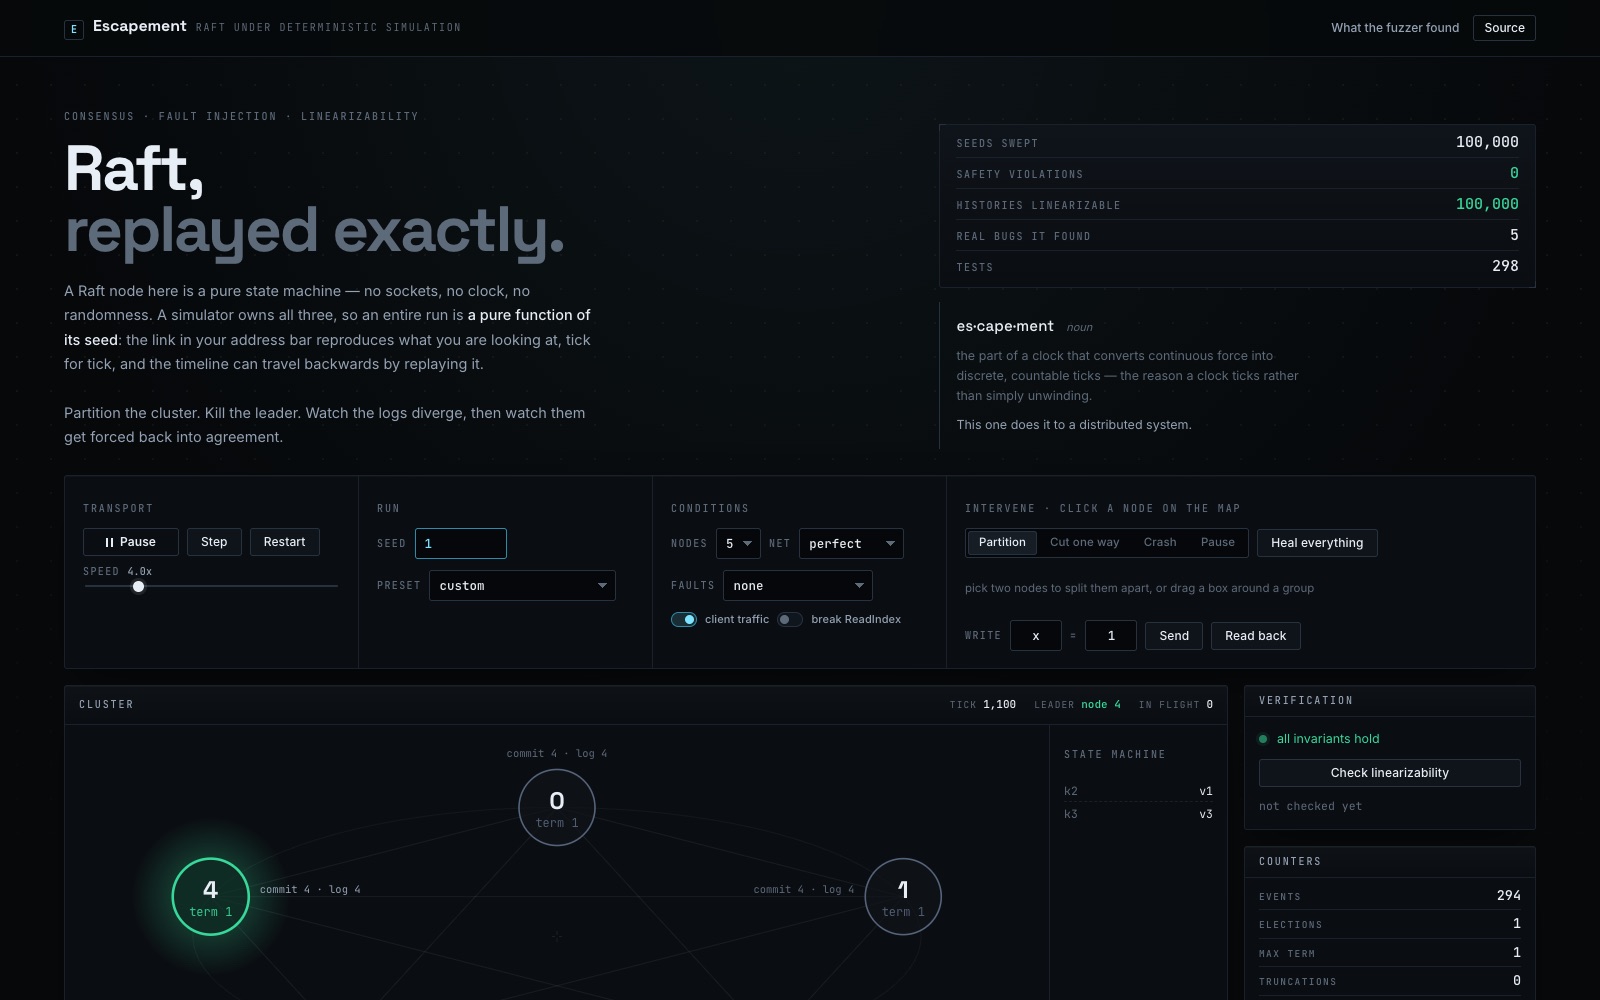 E Escapement RAFT UNDER DETERMINISTIC SIMULATION
What the fuzzer found Source
CONSENSUS · FAULT INJECTION · LINEARIZABILITY
Raft,
replayed exactly.
A Raft node here is a pure state machine — no sockets, no clock, no
randomness. A simulator owns all three, so an entire run is a pure function of
its seed: the link in your address bar reproduces what you are looking at, tick
for tick, and the timeline can travel backwards by replaying it.
Partition the cluster. Kill the leader. Watch the logs diverge, then watch them
get forced back into agreement.
SEEDS SWEPT 100,000
SAFETY VIOLATIONS 0
HISTORIES LINEARIZABLE 100,000
REAL BUGS IT FOUND 5
TESTS 298
es·cape·ment noun
the part of a clock that converts continuous force into
discrete, countable ticks — the reason a clock ticks rather
than simply unwinding.
This one does it to a distributed system.
TRANSPORT
Pause Step Restart
SPEED 4.0x
RUN
SEED 1
PRESET custom
CONDITIONS
NODES 5 NET perfect
FAULTS none
client traffic break ReadIndex
INTERVENE · CLICK A NODE ON THE MAP
Partition Cut one way Crash Pause Heal everything
pick two nodes to split them apart, or drag a box around a group
WRITE x = 1 Send Read back
CLUSTER
TICK 1,100 LEADER node 4 IN FLIGHT 0
commit 4 · log 4
0
term 1
4
term 1
commit 4 · log 4
commit 4 · log 4
1
term 1
STATE MACHINE
k2 v1
k3 v3
VERIFICATION
all invariants hold
Check linearizability
not checked yet
COUNTERS
EVENTS 294
ELECTIONS 1
MAX TERM 1
TRUNCATIONS 0